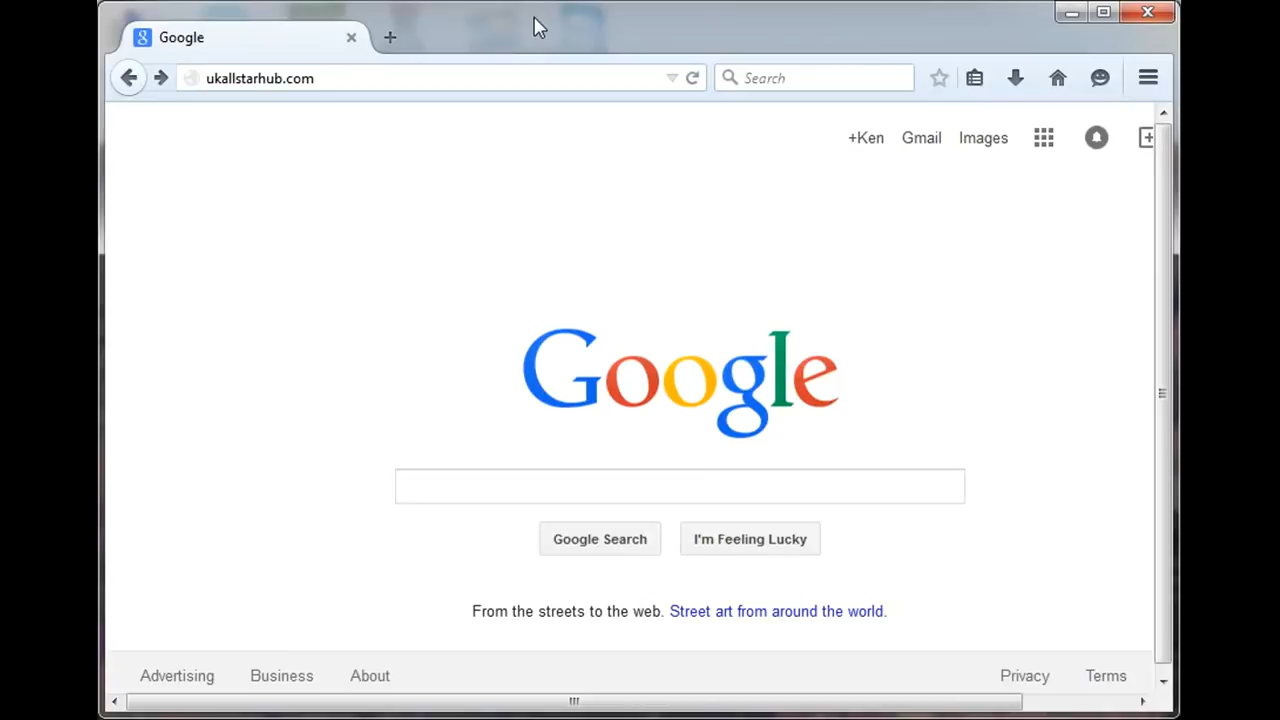 Google
ukallstarhub.com
Search
+Ken Gmail Images
Google
Google Search I'm Feeling Lucky
From the streets to the web. Street art from around the world.
Advertising Business About Privacy Terms